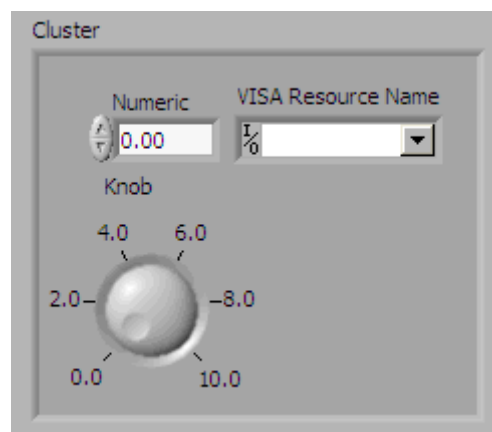 Cluster
Numeric
VISA Resource Name
0.00
I/O
Knob
4.0 6.0
2.0 8.0
0.0 10.0